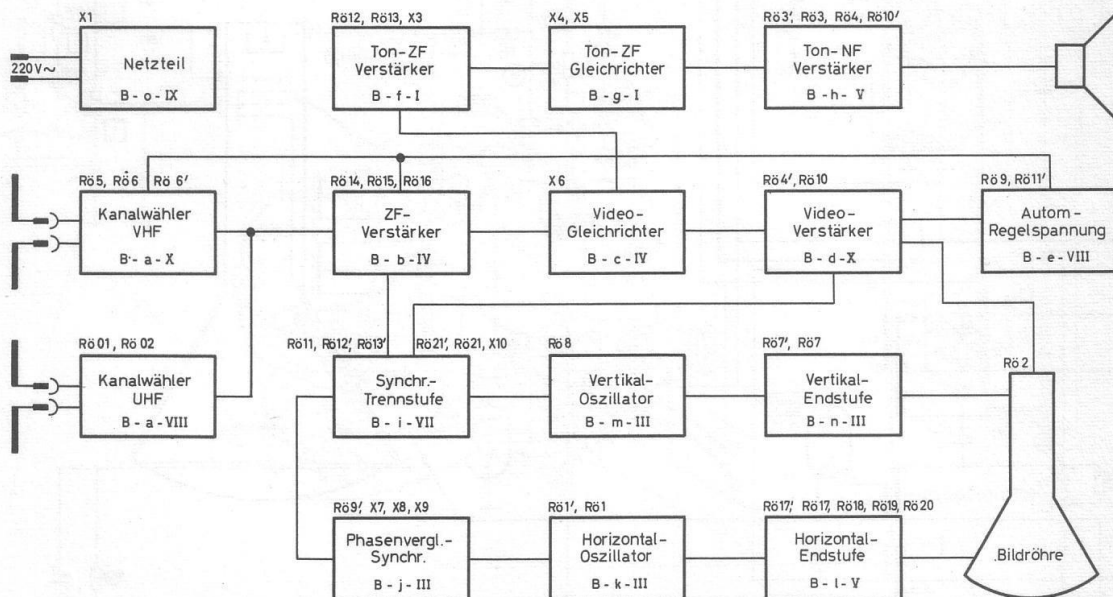 X1
Rö12, Rö13, X3
X4, X5
Rö3', Rö3, Rö4, Rö10'
220V~
Netzteil
B - o - IX
Ton-ZF
Verstärker
B - f - I
Ton-ZF
Gleichrichter
B - g - I
Ton-NF
Verstärker
B - h - V
Rö5, Rö6
Rö 6'
Rö14, Rö15, Rö16
X6
Rö4', Rö10
Rö 9, Rö11'
Kanalwähler
VHF
B - a - X
ZF-
Verstärker
B - b - IV
Video-
Gleichrichter
B - c - IV
Video-
Verstärker
B - d - X
Autom-
Regelspannung
B - e - VIII
Rö 01, Rö 02
Rö11, Rö12', Rö13'
Rö21', Rö21, X10
Rö 8
Rö7', Rö7
Rö 2
Kanalwähler
UHF
B - a - VIII
Synchr.-
Trennstufe
B - i - VII
Vertikal-
Oszillator
B - m - III
Vertikal-
Endstufe
B - n - III
Rö9', X7, X8, X9
Rö1', Rö1
Rö17', Rö17, Rö18, Rö19, Rö20
Phasenvergl.-
Synchr.
B - j - III
Horizontal-
Oszillator
B - k - III
Horizontal-
Endstufe
B - l - V
Bildröhre